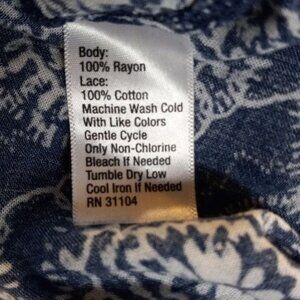 Body:
100% Rayon
Lace:
100% Cotton
Machine Wash Cold
With Like Colors
Gentle Cycle
Only Non-Chlorine
Bleach If Needed
Tumble Dry Low
Cool Iron If Needed
RN 31104